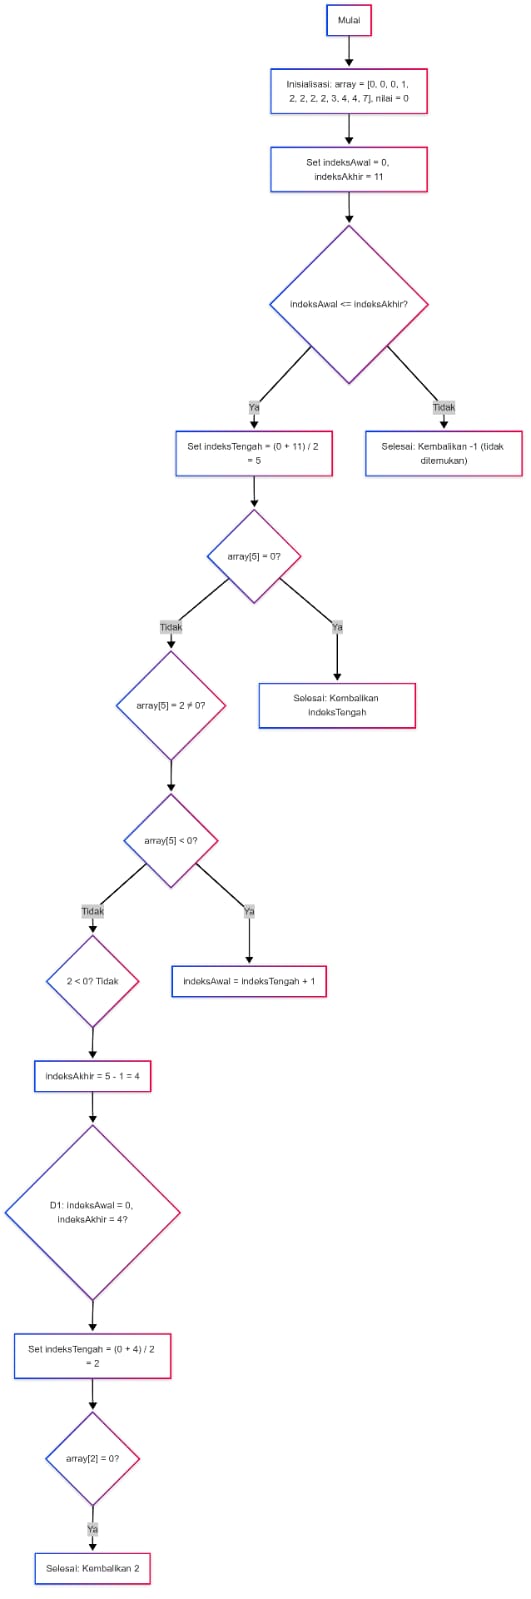 Mulai
Inisialisasi: array = [0, 0, 0, 1,
2, 2, 2, 2, 3, 4, 4, 7], nilai = 0
Set indeksAwal = 0,
indeksAkhir = 11
indeksAwal <= indeksAkhir?
Ya
Tidak
Set indeksTengah = (0 + 11) / 2
= 5
Selesai: Kembalikan -1 (tidak
ditemukan)
array[5] = 0?
Tidak
Ya
array[5] = 2 ≠ 0?
Selesai: Kembalikan
indeksTengah
array[5] < 0?
Tidak
Ya
2 < 0? Tidak
indeksAwal = indeksTengah + 1
indeksAkhir = 5 - 1 = 4
D1: indeksAwal = 0,
indeksAkhir = 4?
Set indeksTengah = (0 + 4) / 2
= 2
array[2] = 0?
Ya
Selesai: Kembalikan 2